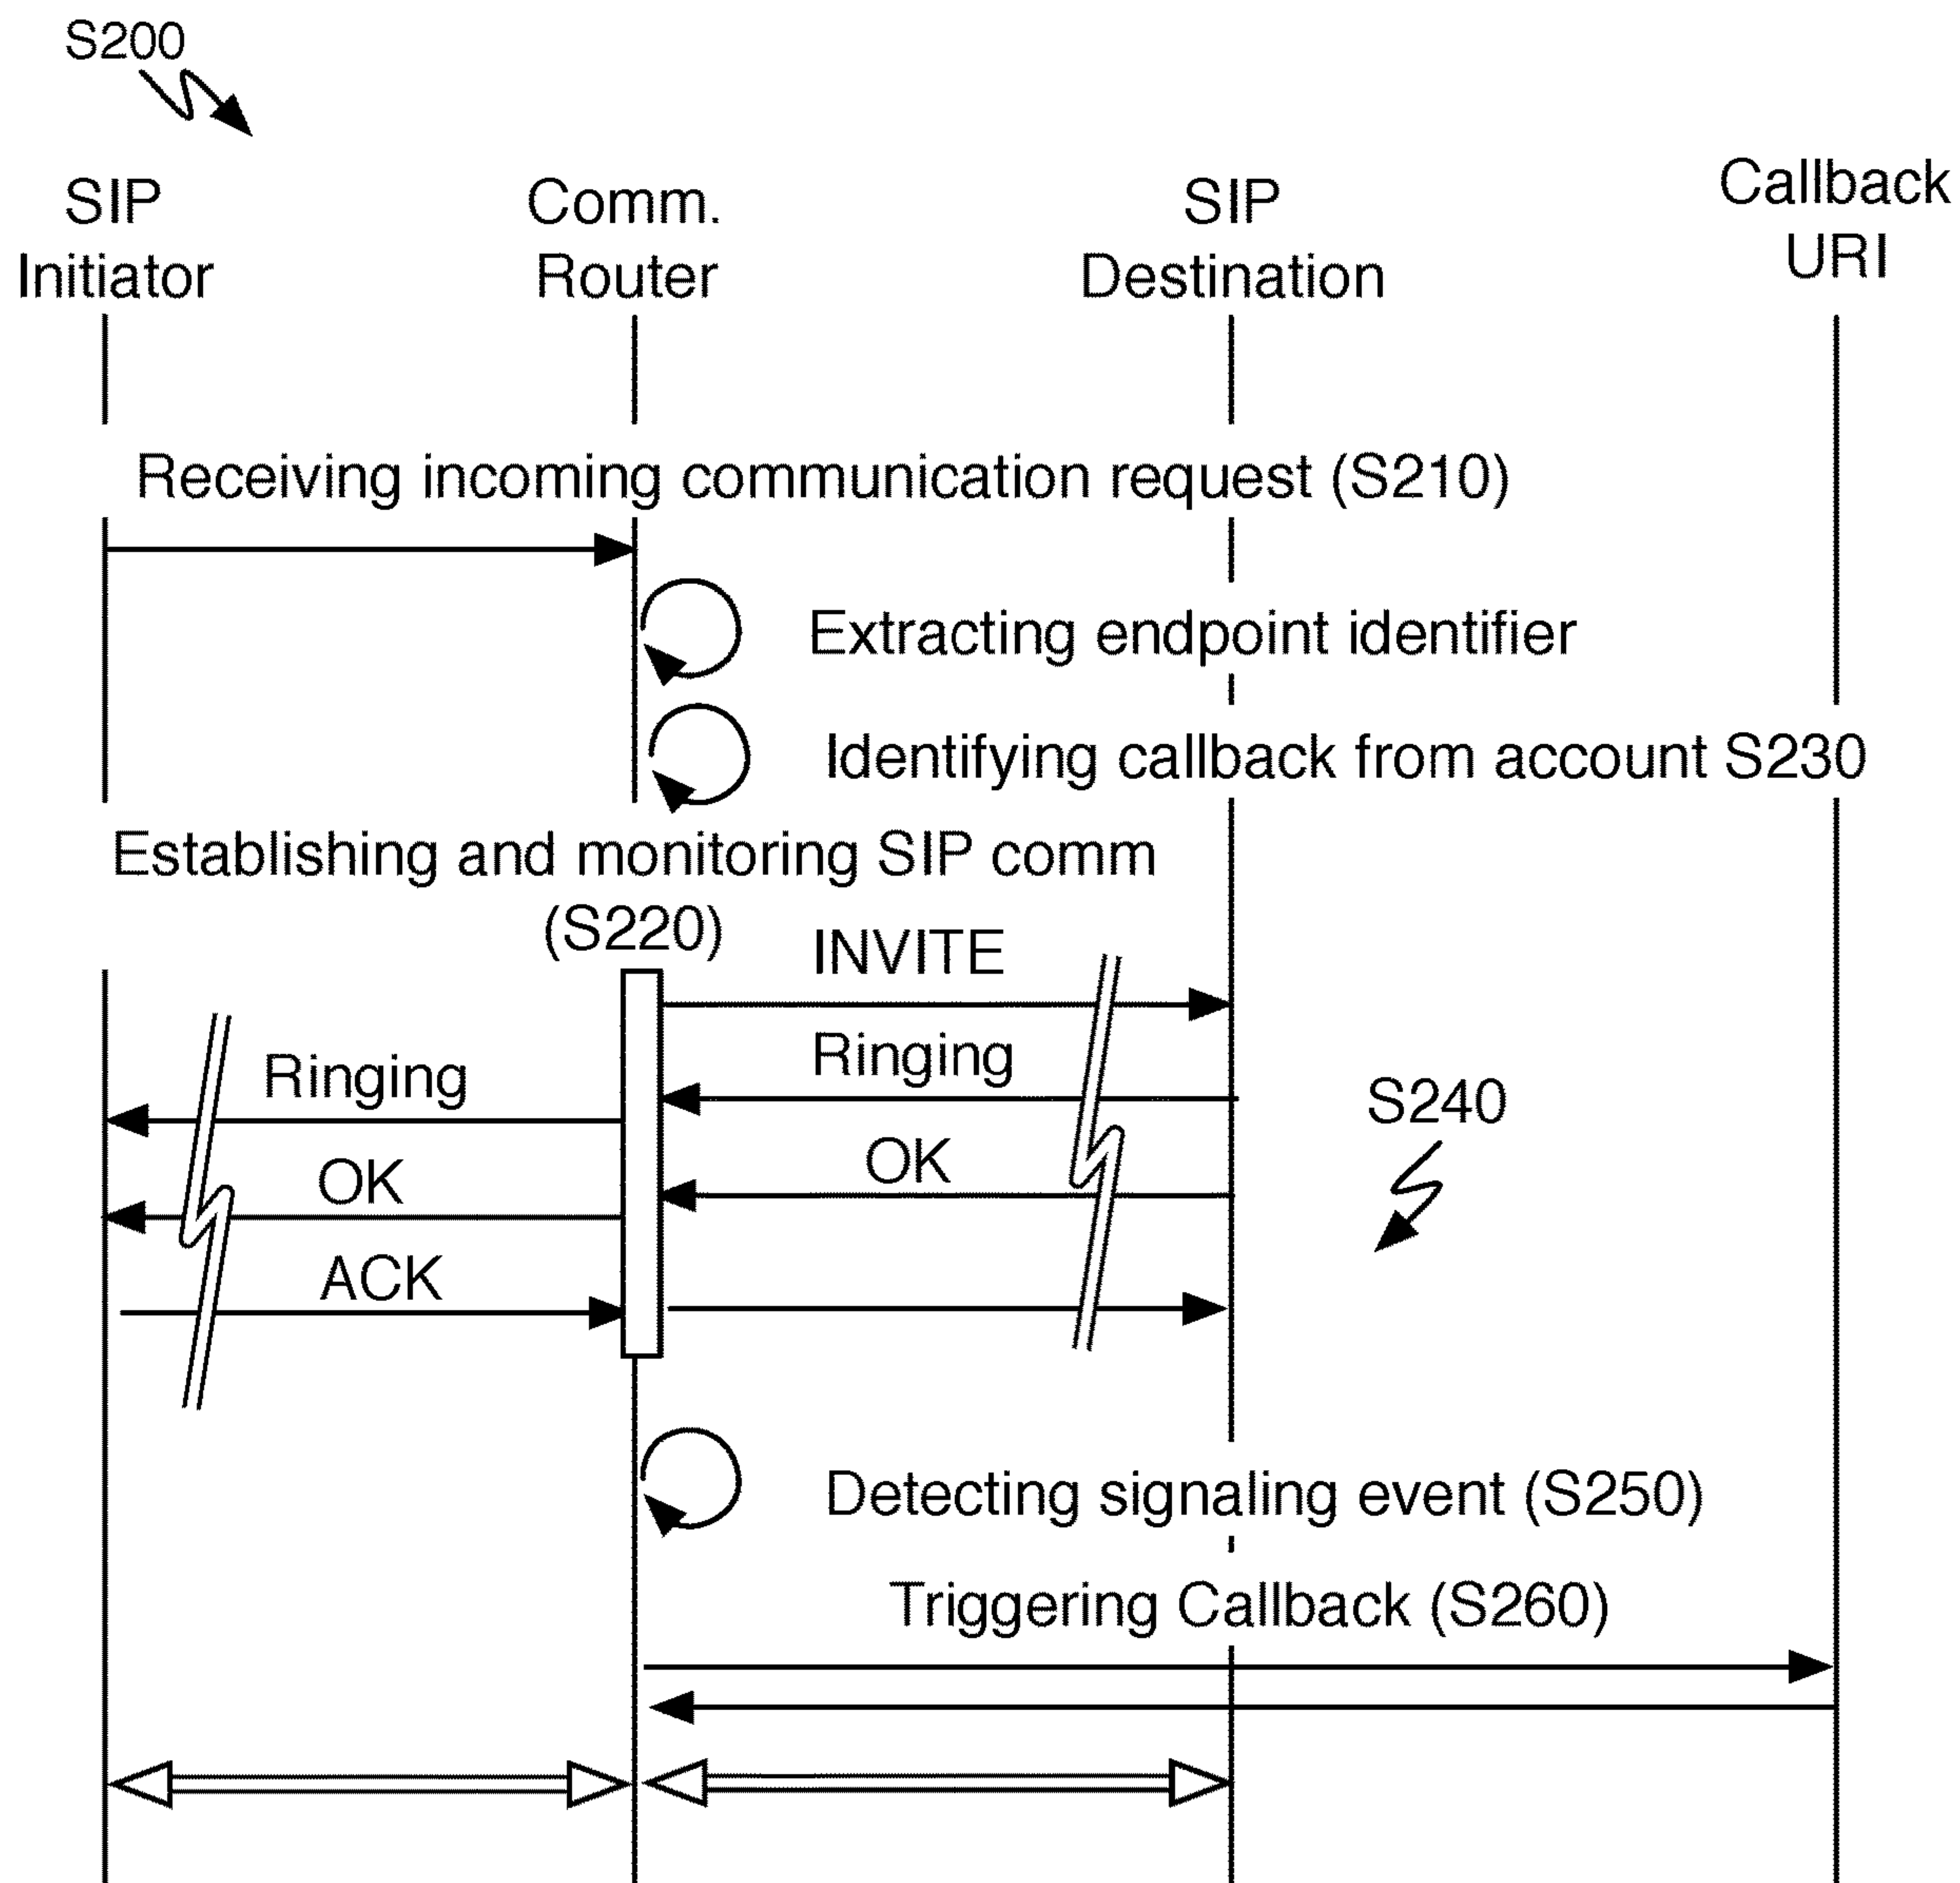 S200
SIP
Initiator
Comm.
Router
SIP
Destination
Callback
URI
Receiving incoming communication request (S210)
Extracting endpoint identifier
Identifying callback from account S230
Establishing and monitoring SIP comm
(S220)
INVITE
Ringing
Ringing
S240
OK
OK
ACK
Detecting signaling event (S250)
Triggering Callback (S260)